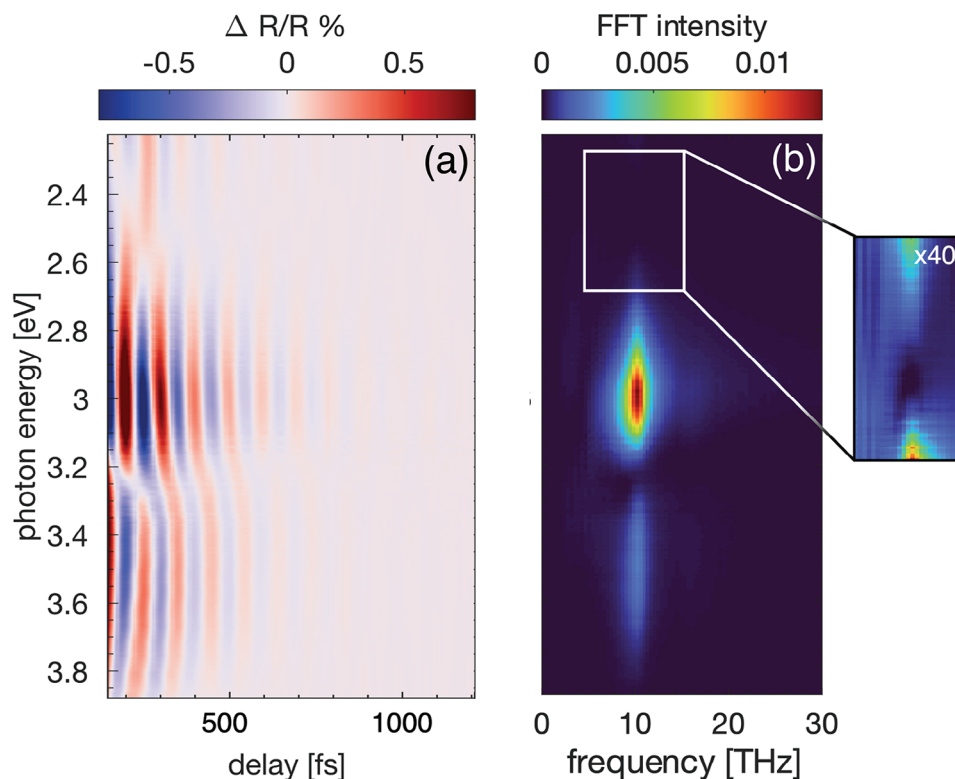 Δ R/R %
-0.5 0 0.5
(a)
photon energy [eV]
2.4
2.6
2.8
3
3.2
3.4
3.6
3.8
500 1000
delay [fs]
FFT intensity
0 0.005 0.01
(b)
x40
0 10 20 30
frequency [THz]